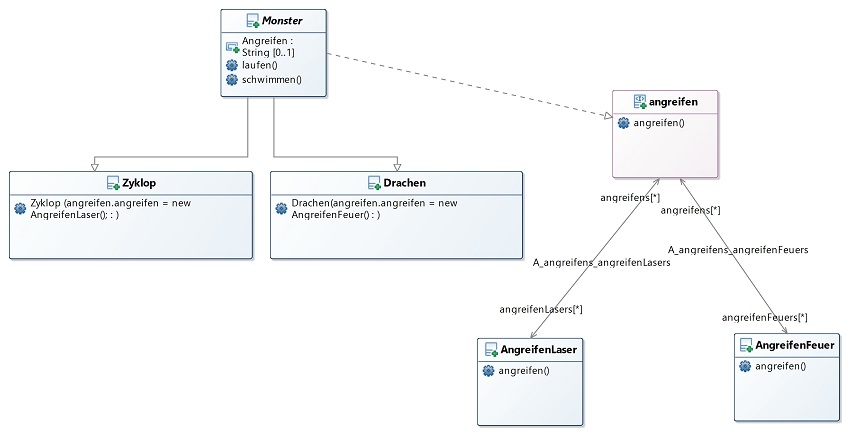 Monster
Angreifen :
String [0..1]
laufen()
schwimmen()
angreifen
angreifen()
Zyklop
Zyklop (angreifen.angreifen = new
AngreifenLaser(); : )
Drachen
Drachen(angreifen.angreifen = new
AngreifenFeuer() : )
angreifens[*]
angreifens[*]
A_angreifens_angreifenFeuers
A_angreifens_angreifenLasers
angreifenLasers[*]
angreifenFeuers[*]
AngreifenLaser
angreifen()
AngreifenFeuer
angreifen()